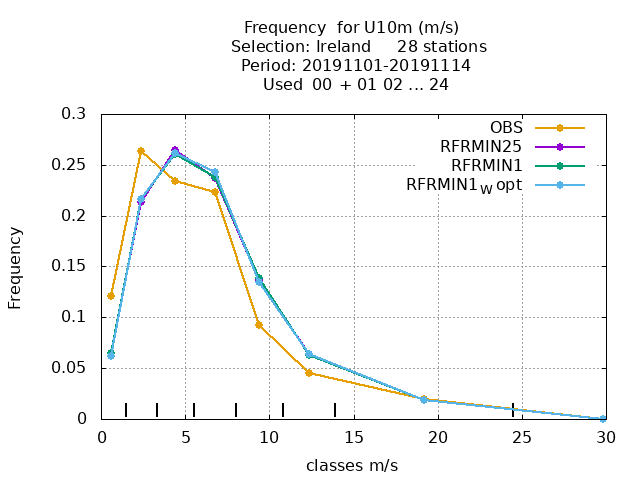 Frequency  for U10m (m/s)
Selection: Ireland     28 stations
Period: 20191101-20191114
Used  00  + 01 02 ... 24
OBS
RFRMIN25
RFRMIN1
RFRMIN1w opt
0.3
0.25
0.2
0.15
0.1
0.05
0
Frequency
0 5 10 15 20 25 30
classes m/s